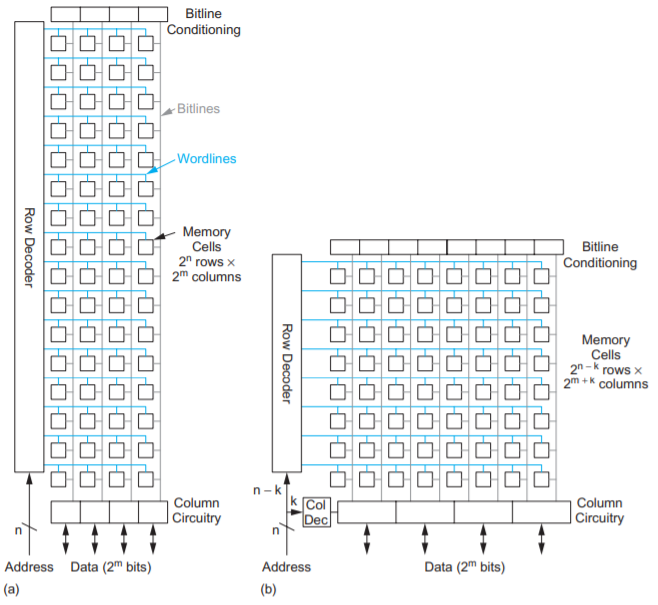 Bitline
Conditioning
Bitlines
Wordlines
Row Decoder
Memory
Cells
2ⁿ rows ×
2ᵐ columns
Column
Circuitry
n
Address
Data (2ᵐ bits)
(a)
Bitline
Conditioning
Row Decoder
Memory
Cells
2ⁿ⁻ᵏ rows ×
2ᵐ⁺ᵏ columns
n – k
k
Col
Dec
Column
Circuitry
n
Address
Data (2ᵐ bits)
(b)